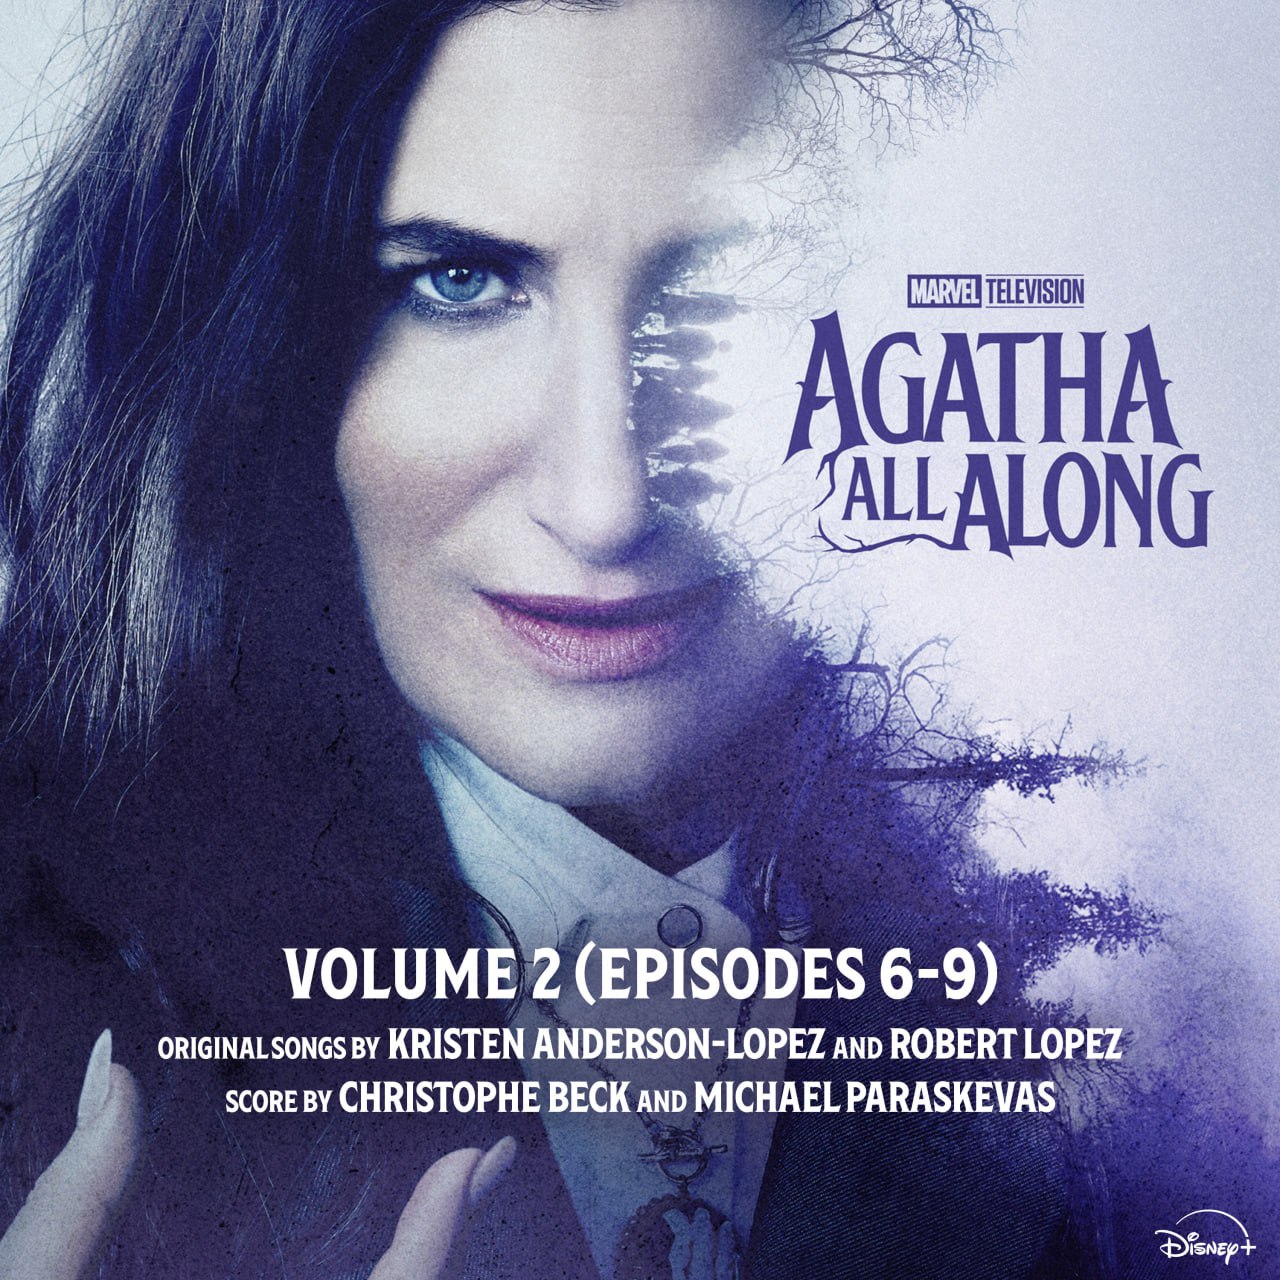 MARVEL TELEVISION
AGATHA
ALL ALONG
VOLUME 2 (EPISODES 6-9)
ORIGINAL SONGS BY KRISTEN ANDERSON-LOPEZ AND ROBERT LOPEZ
SCORE BY CHRISTOPHE BECK AND MICHAEL PARASKEVAS
Disney+